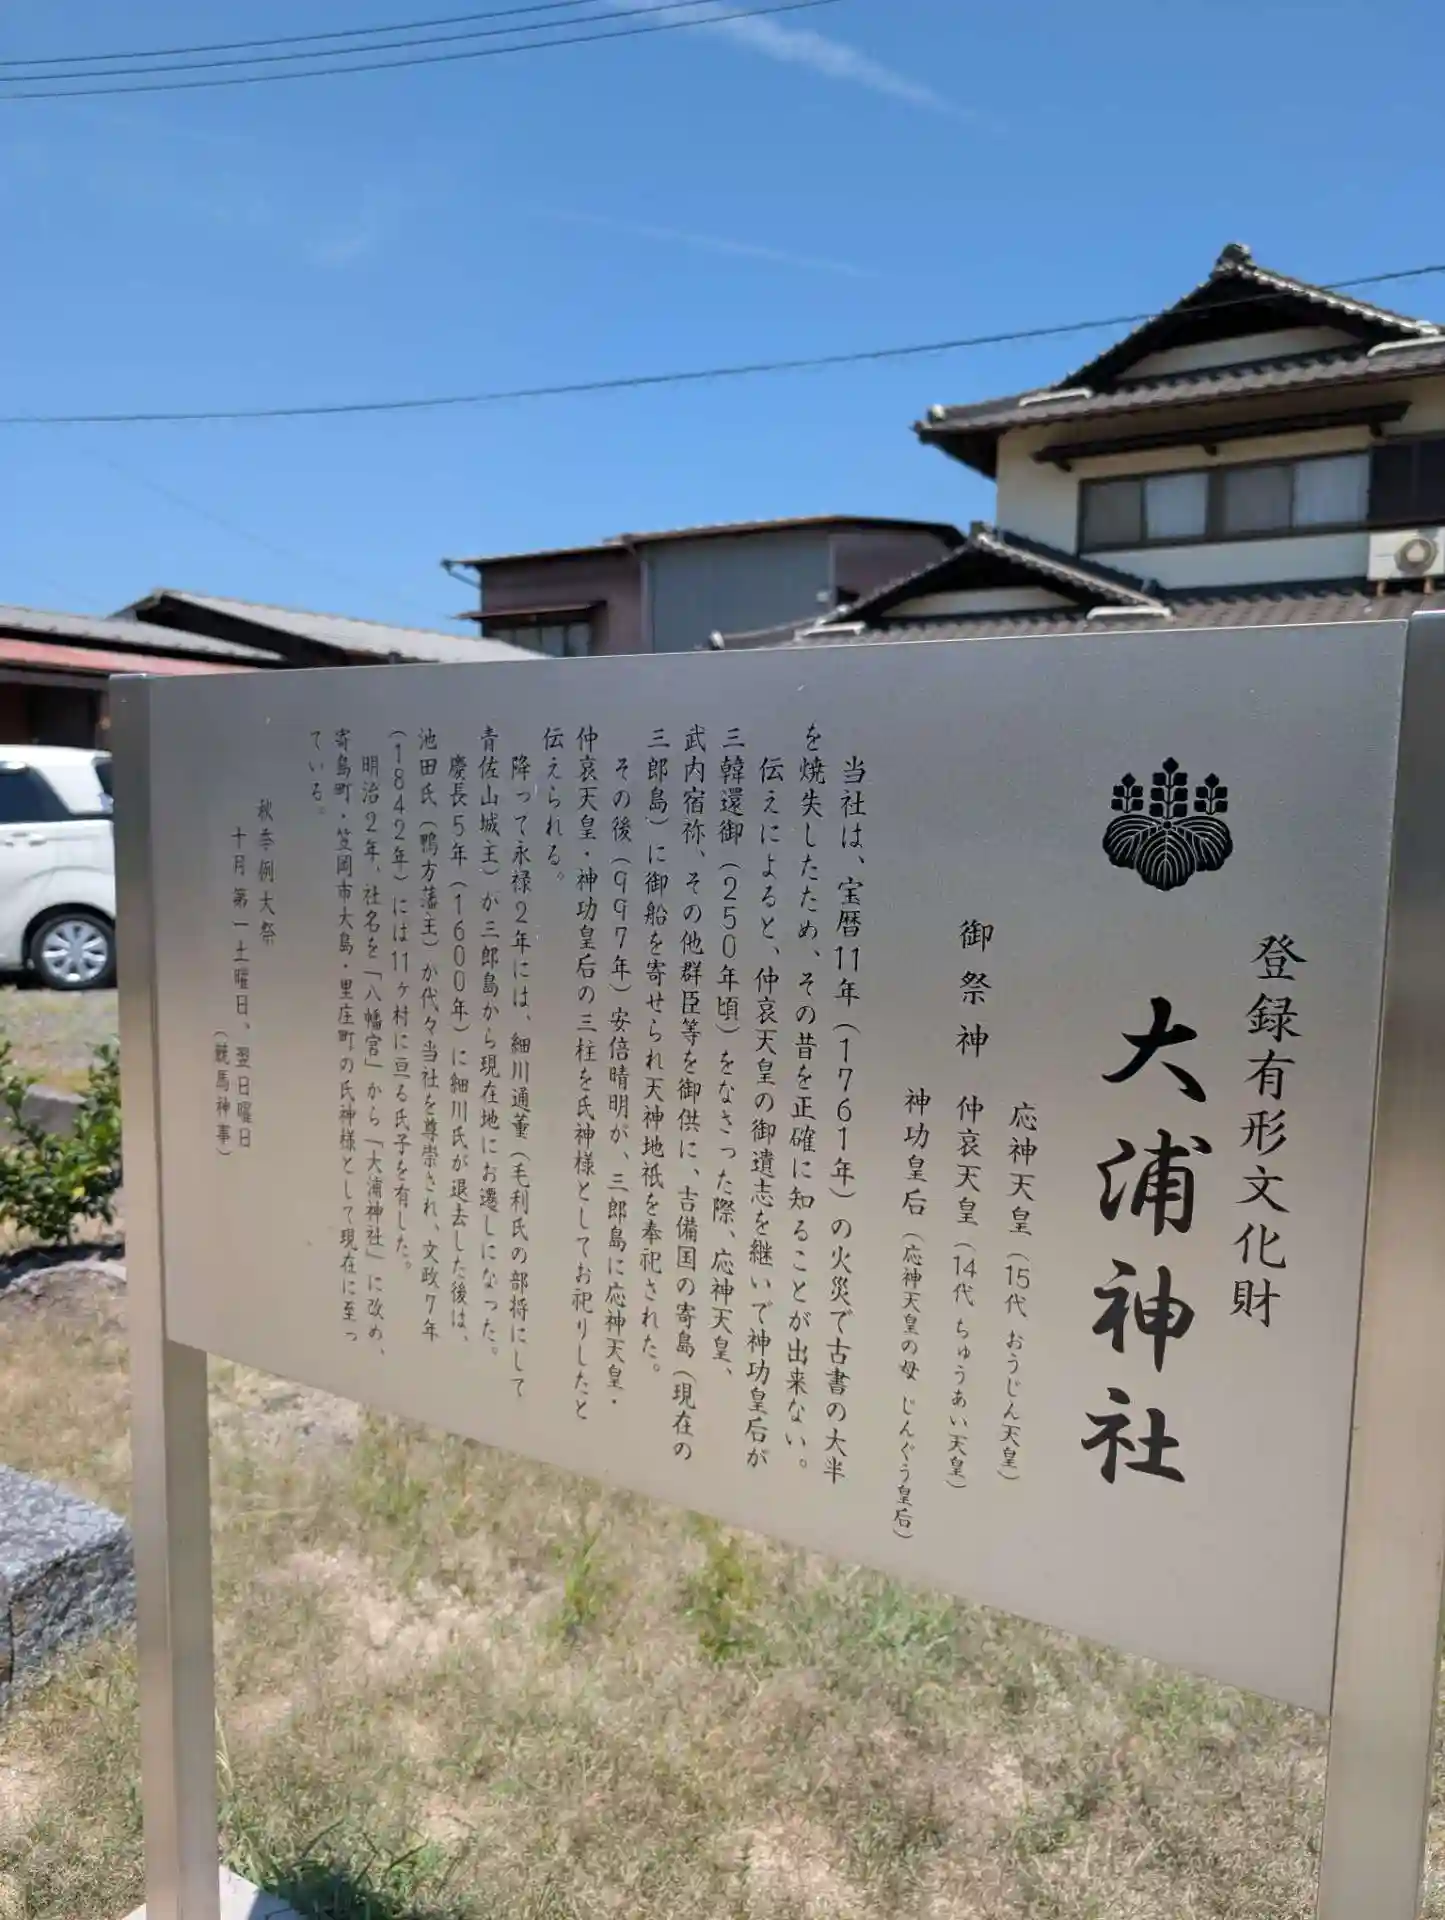 登録有形文化財
大浦神社
御祭神
応神天皇（15代 おうじん天皇）
仲哀天皇（14代 ちゅうあい天皇）
神功皇后（応神天皇の母 じんぐう皇后）
当社は、宝暦11年（1761年）の火災で古書の大半
を焼失したため、その昔を正確に知ることが出来ない。
伝えによると、仲哀天皇の御遺志を継いで神功皇后が
三韓還御（250年頃）をなさった際、応神天皇、
武内宿祢、その他群臣等を御供に、吉備国の寄島（現在の
三郎島）に御船を寄せられ天神地祇を奉祀された。
その後（997年）安倍晴明が、三郎島に応神天皇・
仲哀天皇・神功皇后の三柱を氏神様としてお祀りしたと
伝えられる。
降って永禄2年には、細川通董（毛利氏の部将にして
青佐山城主）が三郎島から現在地にお遷しになった。
慶長5年（1600年）に細川氏が退去した後は、
池田氏（鴨方藩主）が代々当社を尊崇され、文政7年
（1842年）には11ヶ村に亘る氏子を有した。
明治2年、社名を「八幡宮」から「大浦神社」に改め、
寄島町・笠岡市大島・里庄町の氏神様として現在に至っ
ている。
秋季例大祭
十月第一土曜日、翌日曜日
（競馬神事）